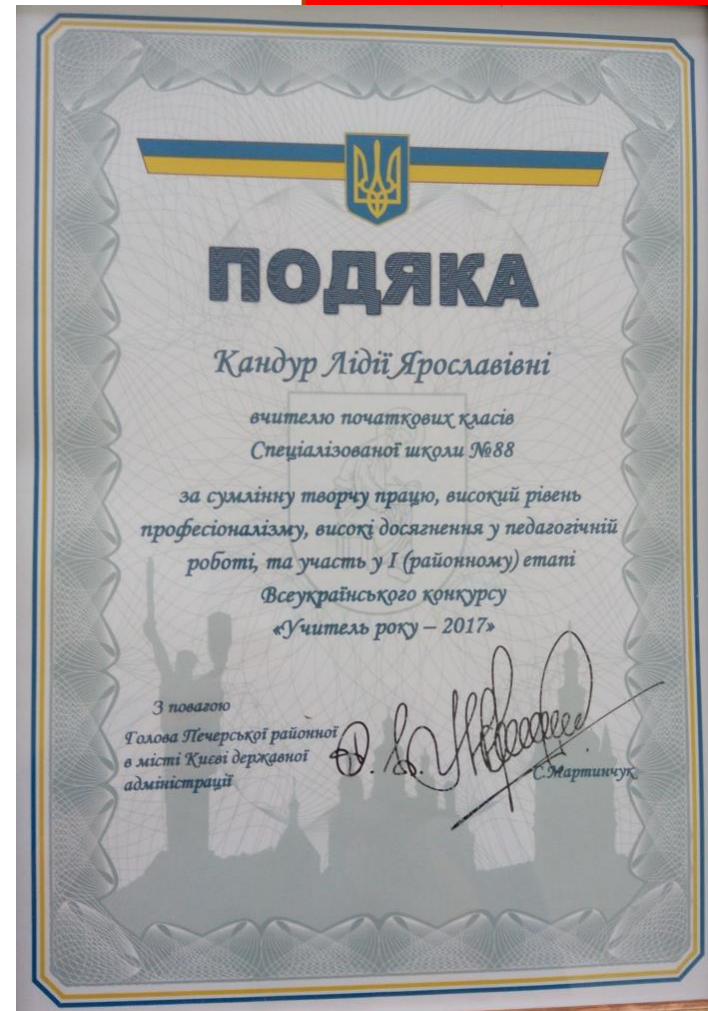 ПОДЯКА
Кандур Лідії Ярославівні
вчителю початкових класів
Спеціалізованої школи №88
за сумлінну творчу працю, високий рівень
професіоналізму, високі досягнення у педагогічній
роботі, та участь у І (районному) етапі
Всеукраїнського конкурсу
«Учитель року – 2017»
З повагою
Голова Печерської районної
в місті Києві державної
адміністрації
С.Мартинчук